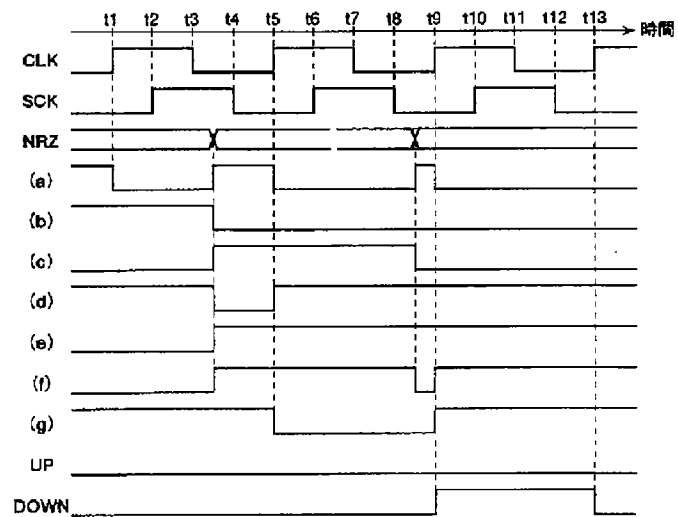 t1 t2 t3 t4 t5 t6 t7 t8 t9 t10 t11 t12 t13 時間
CLK
SCK
NRZ
(a)
(b)
(c)
(d)
(e)
(f)
(g)
UP
DOWN